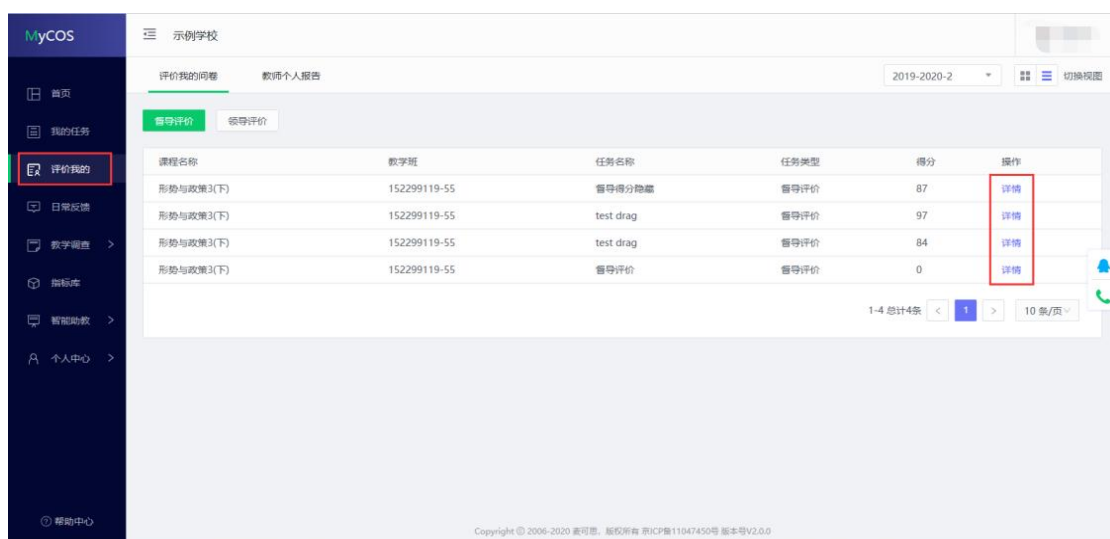 MyCOS
示例学校
评价我的问卷 教师个人报告 2019-2020-2 切换视图
首页
我的任务
评价我的
日常反馈
教学调查
指标库
智能助教
个人中心
帮助中心
督导评价 领导评价
课程名称 教学班 任务名称 任务类型 得分 操作
形势与政策3(下) 152299119-55 督导得分隐藏 督导评价 87 详情
形势与政策3(下) 152299119-55 test drag 督导评价 97 详情
形势与政策3(下) 152299119-55 test drag 督导评价 84 详情
形势与政策3(下) 152299119-55 督导评价 督导评价 0 详情
1-4 总计4条 < 1 > 10 条/页
Copyright © 2006-2020 麦可思。版权所有 京ICP备11047450号 版本号V2.0.0